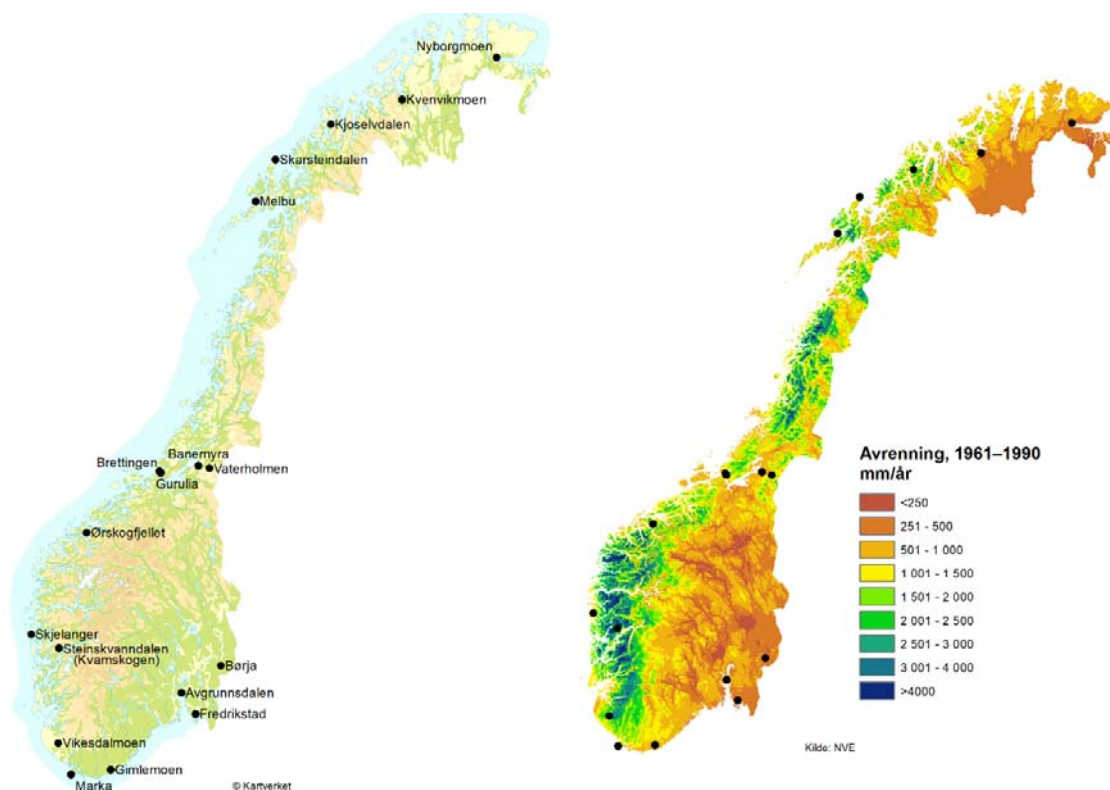 Nyborgmoen
Kvenvikmoen
Kjoselvdalen
Skarsteindalen
Melbu
Banemyra
Brettingen
Vaterholmen
Gurulia
Ørskogfjellet
Skjelanger
Steinskvanndalen
(Kvamskogen)
Børja
Avgrunnsdalen
Fredrikstad
Vikesdalmoen
Gimlemoen
Marka
© Kartverket
Avrenning, 1961–1990
mm/år
<250
251 - 500
501 - 1 000
1 001 - 1 500
1 501 - 2 000
2 001 - 2 500
2 501 - 3 000
3 001 - 4 000
>4000
Kilde: NVE